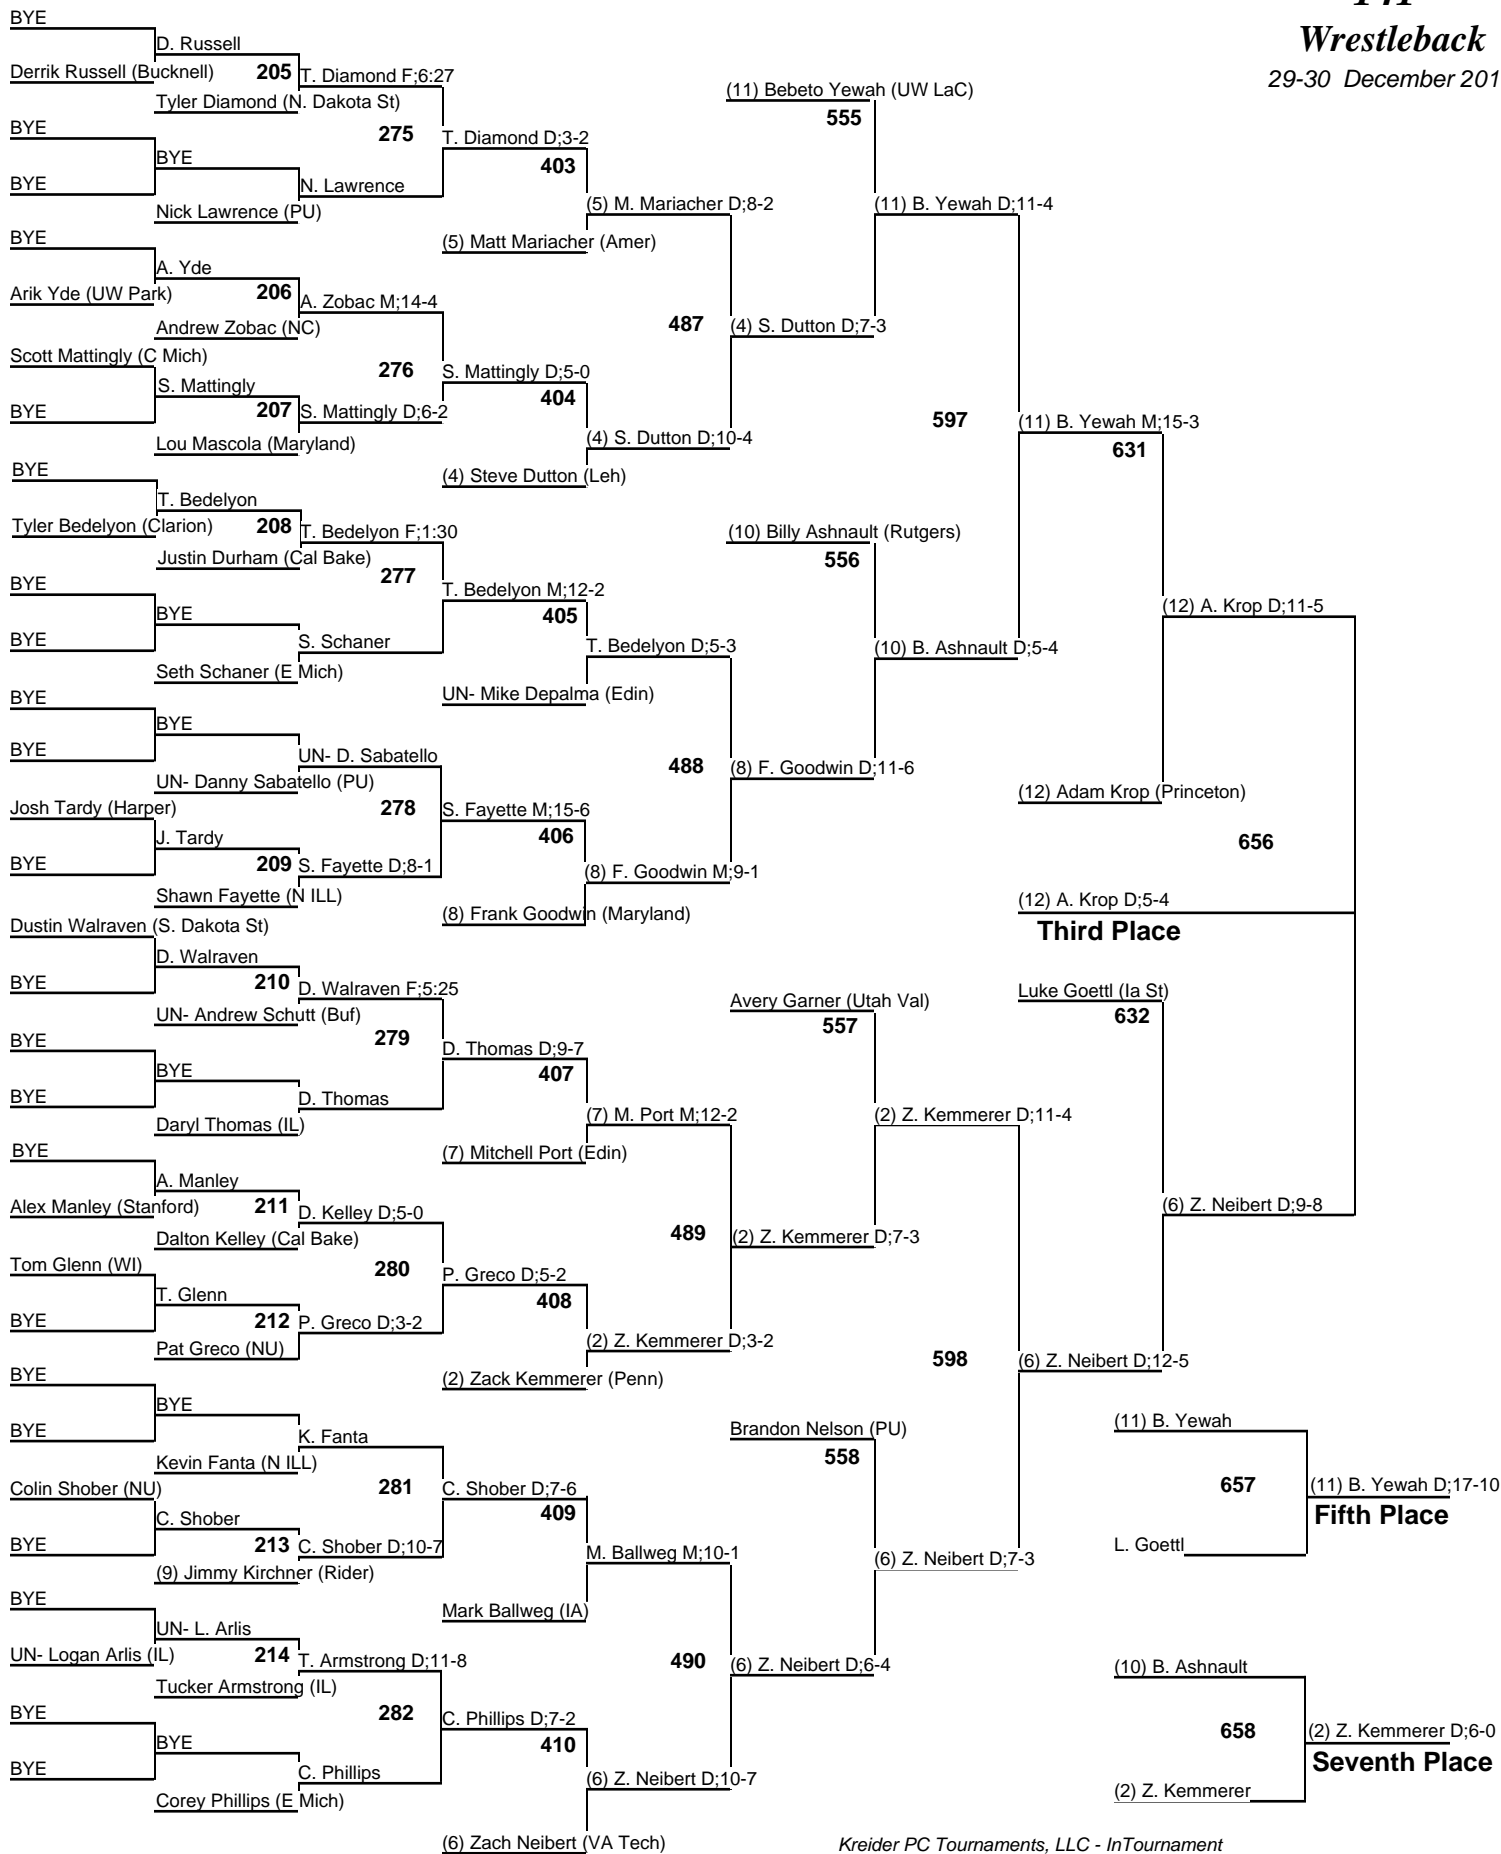 Wrestleback
29-30 December 201
BYE
D. Russell
Derrik Russell (Bucknell)
205
T. Diamond F;6:27
Tyler Diamond (N. Dakota St)
BYE
275
T. Diamond D;3-2
BYE
403
BYE
N. Lawrence
Nick Lawrence (PU)
(5) M. Mariacher D;8-2
BYE
(5) Matt Mariacher (Amer)
A. Yde
Arik Yde (UW Park)
206
A. Zobac M;14-4
Andrew Zobac (NC)
487
(4) S. Dutton D;7-3
Scott Mattingly (C Mich)
276
S. Mattingly D;5-0
S. Mattingly
404
BYE
207
S. Mattingly D;6-2
Lou Mascola (Maryland)
(4) S. Dutton D;10-4
BYE
(4) Steve Dutton (Leh)
T. Bedelyon
Tyler Bedelyon (Clarion)
208
T. Bedelyon F;1:30
Justin Durham (Cal Bake)
277
BYE
T. Bedelyon M;12-2
BYE
405
BYE
S. Schaner
T. Bedelyon D;5-3
Seth Schaner (E Mich)
UN- Mike Depalma (Edin)
BYE
BYE
BYE
UN- D. Sabatello
488
(8) F. Goodwin D;11-6
UN- Danny Sabatello (PU)
Josh Tardy (Harper)
278
S. Fayette M;15-6
J. Tardy
406
BYE
209
S. Fayette D;8-1
(8) F. Goodwin M;9-1
Shawn Fayette (N ILL)
(8) Frank Goodwin (Maryland)
Dustin Walraven (S. Dakota St)
D. Walraven
BYE
210
D. Walraven F;5:25
UN- Andrew Schutt (Buf)
BYE
279
D. Thomas D;9-7
BYE
407
BYE
D. Thomas
Daryl Thomas (IL)
(7) M. Port M;12-2
BYE
(7) Mitchell Port (Edin)
A. Manley
Alex Manley (Stanford)
211
D. Kelley D;5-0
Dalton Kelley (Cal Bake)
489
(2) Z. Kemmerer D;7-3
Tom Glenn (WI)
280
P. Greco D;5-2
T. Glenn
408
BYE
212
P. Greco D;3-2
Pat Greco (NU)
(2) Z. Kemmerer D;3-2
BYE
(2) Zack Kemmerer (Penn)
BYE
BYE
K. Fanta
Kevin Fanta (N ILL)
Colin Shober (NU)
281
C. Shober D;7-6
C. Shober
409
BYE
213
C. Shober D;10-7
(9) Jimmy Kirchner (Rider)
M. Ballweg M;10-1
BYE
Mark Ballweg (IA)
UN- L. Arlis
UN- Logan Arlis (IL)
214
T. Armstrong D;11-8
Tucker Armstrong (IL)
490
(6) Z. Neibert D;6-4
BYE
282
C. Phillips D;7-2
BYE
410
BYE
C. Phillips
Corey Phillips (E Mich)
(6) Z. Neibert D;10-7
(6) Zach Neibert (VA Tech)
(11) Bebeto Yewah (UW LaC)
555
(11) B. Yewah D;11-4
597
(11) B. Yewah M;15-3
631
(10) Billy Ashnault (Rutgers)
556
(10) B. Ashnault D;5-4
(12) A. Krop D;11-5
(12) Adam Krop (Princeton)
656
(12) A. Krop D;5-4
Third Place
Avery Garner (Utah Val)
557
Luke Goettl (Ia St)
632
(2) Z. Kemmerer D;11-4
(6) Z. Neibert D;9-8
598
(6) Z. Neibert D;12-5
Brandon Nelson (PU)
558
(6) Z. Neibert D;7-3
(11) B. Yewah
657
(11) B. Yewah D;17-10
Fifth Place
L. Goettl
(10) B. Ashnault
658
(2) Z. Kemmerer D;6-0
Seventh Place
(2) Z. Kemmerer
Kreider PC Tournaments, LLC - InTournament